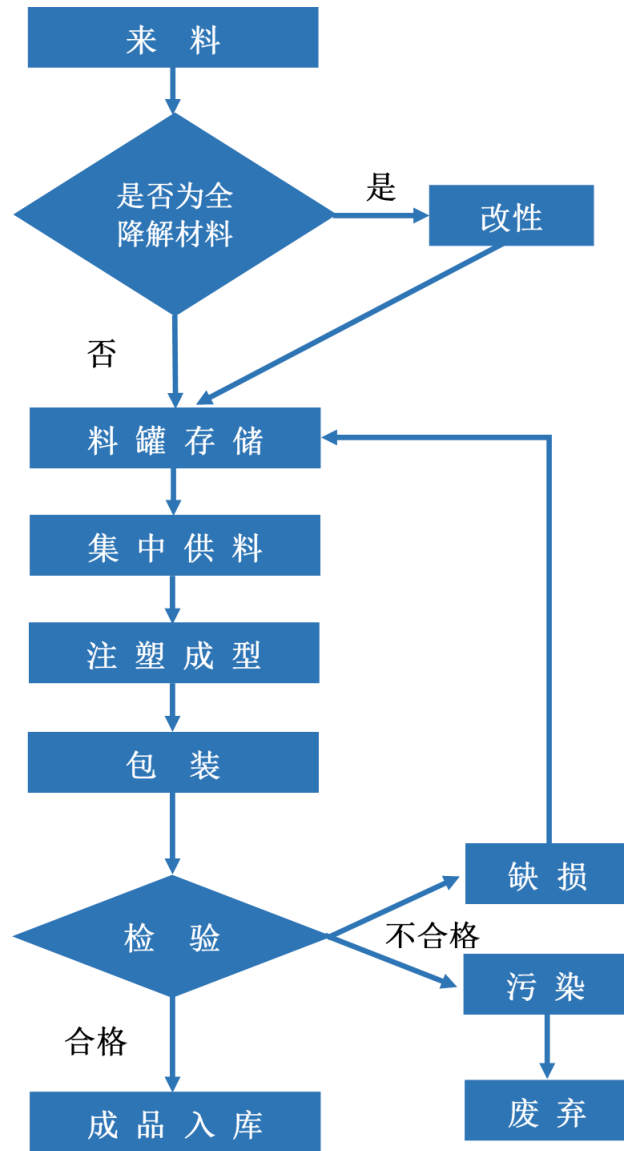 来 料
是否为全
降解材料
是
改性
否
料 罐 存 储
集 中 供 料
注 塑 成 型
包 装
缺 损
检 验
不合格
污 染
合格
成 品 入 库
废 弃